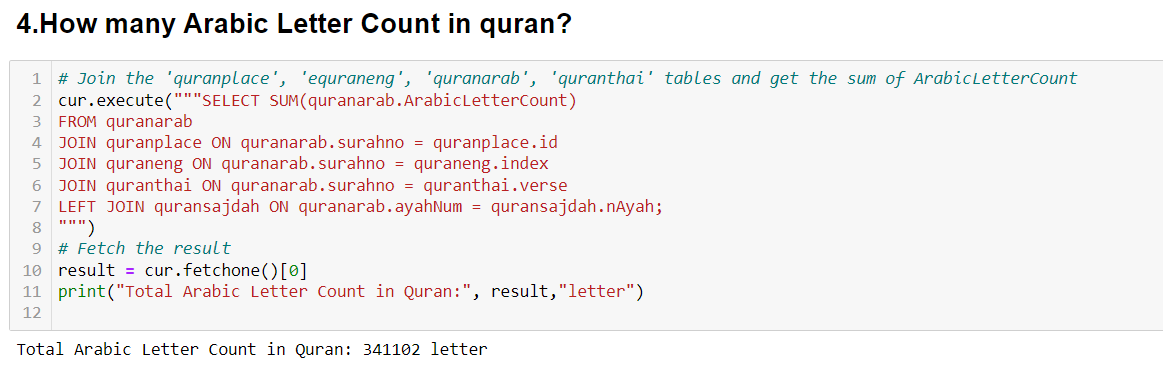 4.How many Arabic Letter Count in quran?
1 # Join the 'quranplace', 'equraneng', 'quranarab', 'quranthai' tables and get the sum of ArabicLetterCount
2 cur.execute("""SELECT SUM(quranarab.ArabicLetterCount)
3 FROM quranarab
4 JOIN quranplace ON quranarab.surahno = quranplace.id
5 JOIN quraneng ON quranarab.surahno = quraneng.index
6 JOIN quranthai ON quranarab.surahno = quranthai.verse
7 LEFT JOIN quransajdah ON quranarab.ayahNum = quransajdah.nAyah;
8 """)
9 # Fetch the result
10 result = cur.fetchone()[0]
11 print("Total Arabic Letter Count in Quran:", result,"letter")
12
Total Arabic Letter Count in Quran: 341102 letter